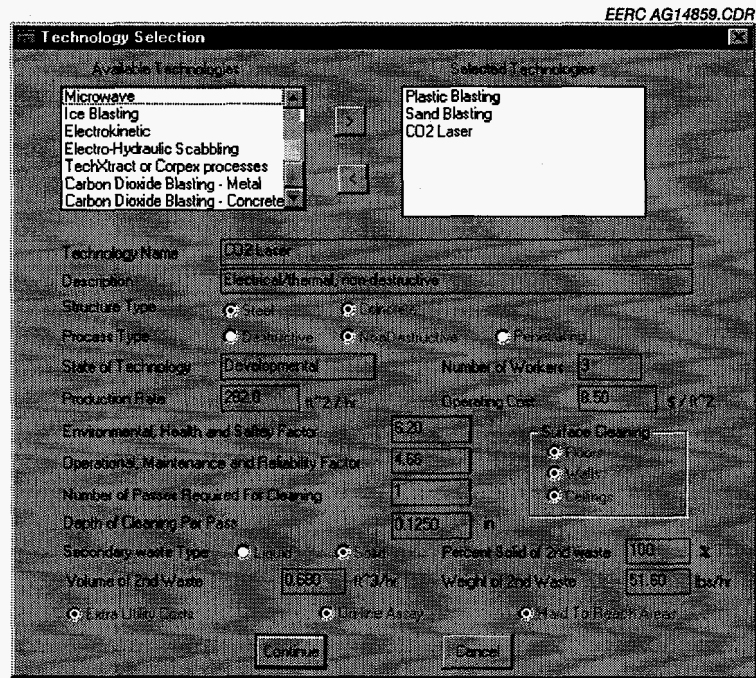 EERC AG14859.CDR
Technology Selection
Available Technologies
Selected Technologies
Microwave
Ice Blasting
Electrokinetic
Electro-Hydraulic Scabbling
TechXtract or Corpex processes
Carbon Dioxide Blasting - Metal
Carbon Dioxide Blasting - Concrete
>
<
Plastic Blasting
Sand Blasting
CO2 Laser
Technology Name CO2 Laser
Description Electrical/thermal, non-destructive
Structure Type Steel Concrete
Process Type Destructive NonDestructive Penetrating
State of Technology Developmental Number of Workers 3
Production Rate 282.0 ft^2 / hr Operating Cost 8.50 $ / ft^2
Environmental, Health and Saftey Factor 6.20
Operational, Maintenance and Reliability Factor 4.66
Number of Passes Required For Cleaning 1
Depth of Cleaning Per Pass 0.1250 in
Surface Cleaning
Floors
Walls
Ceilings
Secondary waste Type Liquid Solid Percent Solid of 2nd waste 100 %
Volume of 2nd Waste 0.680 ft^3/hr Weight of 2nd Waste 51.60 lbs/hr
Extra Utility Costs On-line Assay Hard To Reach Areas
Continue Cancel